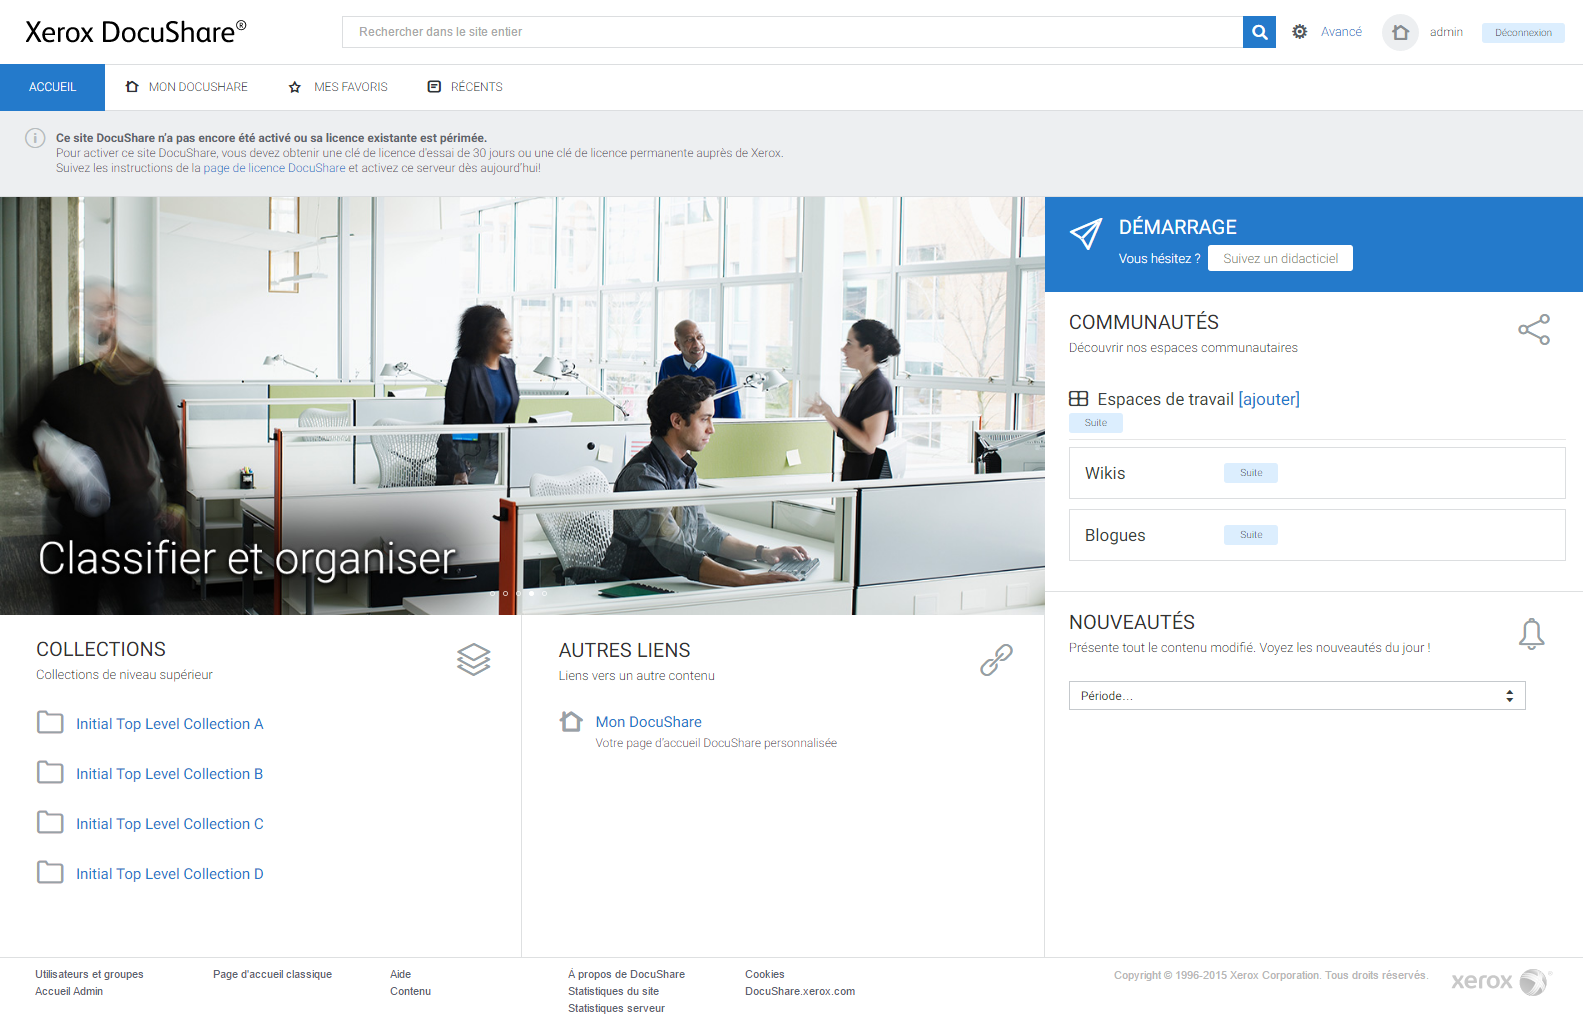 Xerox DocuShare®
Rechercher dans le site entier
Avancé
admin
Déconnexion
ACCUEIL
MON DOCUSHARE
MES FAVORIS
RÉCENTS
Ce site DocuShare n'a pas encore été activé ou sa licence existante est périmée.
Pour activer ce site DocuShare, vous devez obtenir une clé de licence d'essai de 30 jours ou une clé de licence permanente auprès de Xerox.
Suivez les instructions de la page de licence DocuShare et activez ce serveur dès aujourd'hui!
Classifier et organiser
DÉMARRAGE
Vous hésitez ? Suivez un didacticiel
COMMUNAUTÉS
Découvrir nos espaces communautaires
Espaces de travail [ajouter]
Suite
Wikis Suite
Blogues Suite
NOUVEAUTÉS
Présente tout le contenu modifié. Voyez les nouveautés du jour !
Période...
COLLECTIONS
Collections de niveau supérieur
Initial Top Level Collection A
Initial Top Level Collection B
Initial Top Level Collection C
Initial Top Level Collection D
AUTRES LIENS
Liens vers un autre contenu
Mon DocuShare
Votre page d'accueil DocuShare personnalisée
Utilisateurs et groupes
Accueil Admin
Page d'accueil classique
Aide
Contenu
À propos de DocuShare
Statistiques du site
Statistiques serveur
Cookies
DocuShare.xerox.com
Copyright © 1996-2015 Xerox Corporation. Tous droits réservés.
xerox